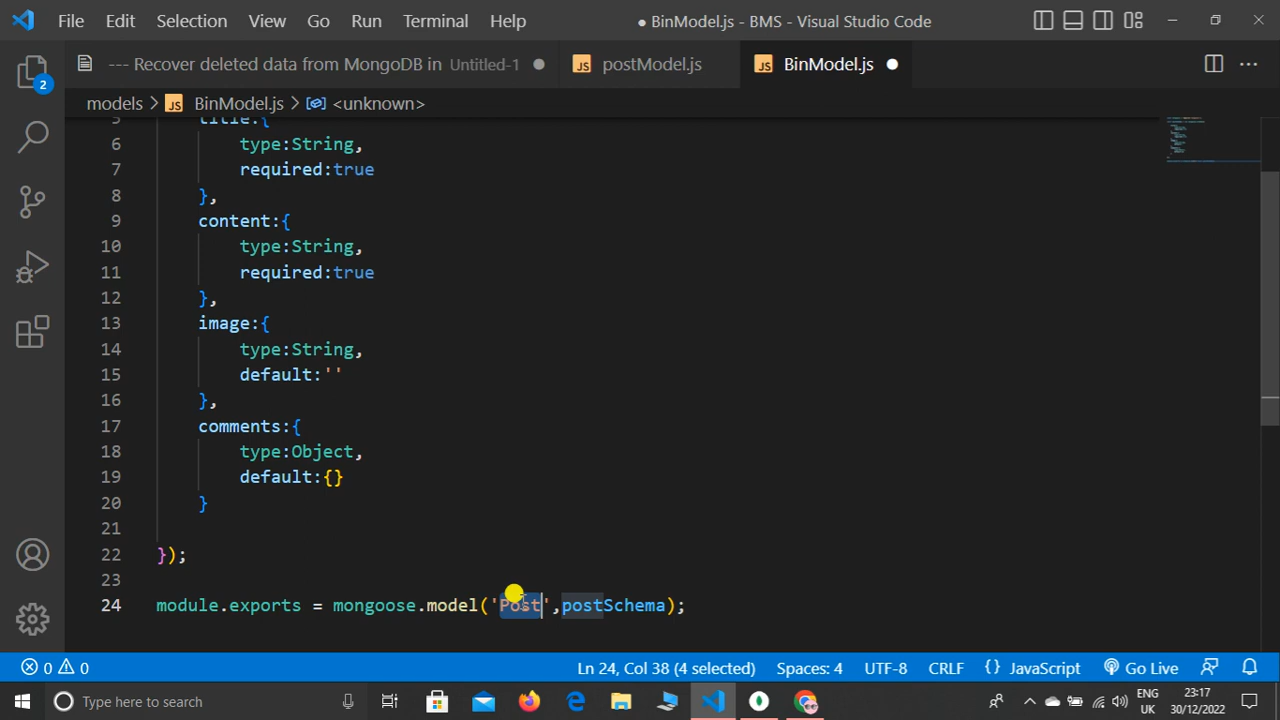 File Edit Selection View Go Run Terminal Help ● BinModel.js - BMS - Visual Studio Code
--- Recover deleted data from MongoDB in Untitled-1 ● JS postModel.js JS BinModel.js ●
models > JS BinModel.js > <unknown>
2
5 title:{
6 type:String,
7 required:true
8 },
9 content:{
10 type:String,
11 required:true
12 },
13 image:{
14 type:String,
15 default:''
16 },
17 comments:{
18 type:Object,
19 default:{}
20 }
21
22 });
23
24 module.exports = mongoose.model('Post',postSchema);
0 0 Ln 24, Col 38 (4 selected) Spaces: 4 UTF-8 CRLF {} JavaScript Go Live
Type here to search ENG UK 23:17 30/12/2022